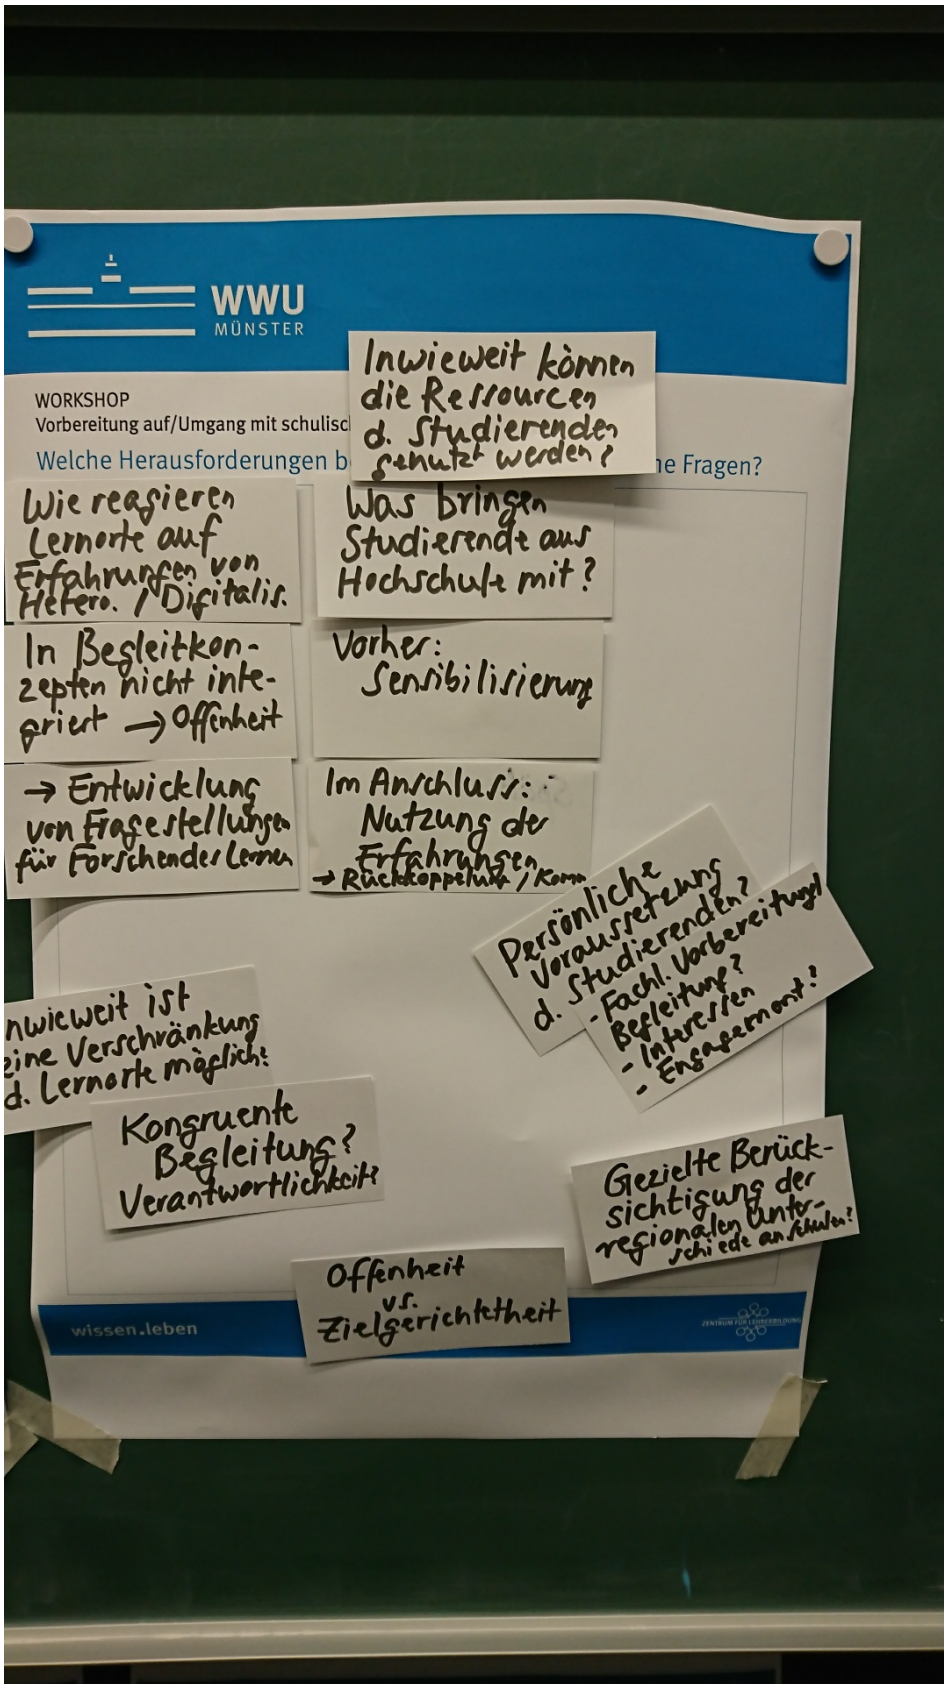 WWU
MÜNSTER
WORKSHOP
Vorbereitung auf/Umgang mit
Welche Herausforderungen
Fragen?
Inwieweit können
die Ressourcen
d. Studierenden
geschutzt werden?
Wie reagieren
Lernorte auf
Erfahrungen von
Hetero. / Digitalis.
Was bringen
Studierende aus
Hochschule mit?
In Begleitkon-
zepten nicht inte-
griert → Offenheit
Vorher:
Sensibilisierung
→ Entwicklung
von Fragestellungen
für Forschendes Lernen
Im Anschluss:
Nutzung der
Erfahrungen
→ Rückkoppelung /
Persönliche
Voraussetzung
d. Studierenden?
- Fachl. Vorbereitung/
Begleitung?
- Interessen
- Engagement?
nwieweit ist
eine Verschränkung
d. Lernorte möglich?
Kongruente
Begleitung?
Verantwortlichkeit?
Gezielte Berück-
sichtigung der
regionalen Unter-
schiede an Schulen?
Offenheit
vs.
Zielgerichtetheit
wissen.leben
ZENTRUM FÜR LEHRERBILDUNG